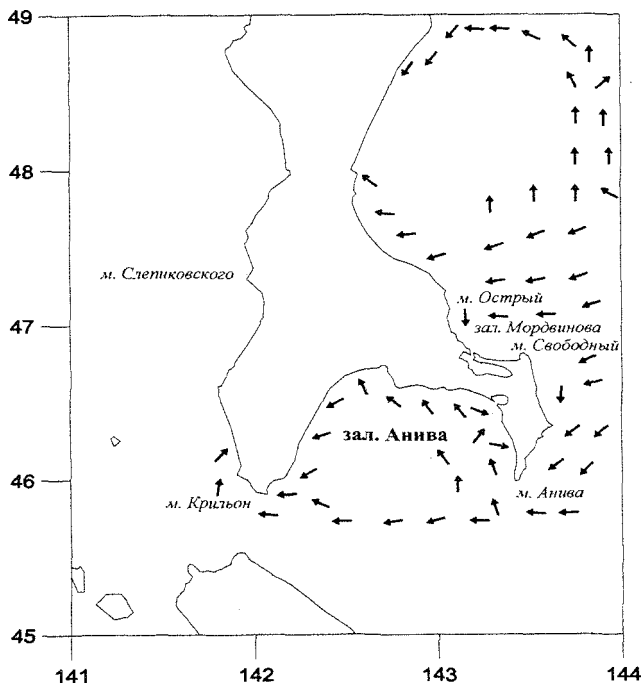 49
48
м. Слепиковского
м. Острый
47
зал. Мордвинова
м. Свободный
зал. Анива
46
м. Крильон
м. Анива
45
141
142
143
144